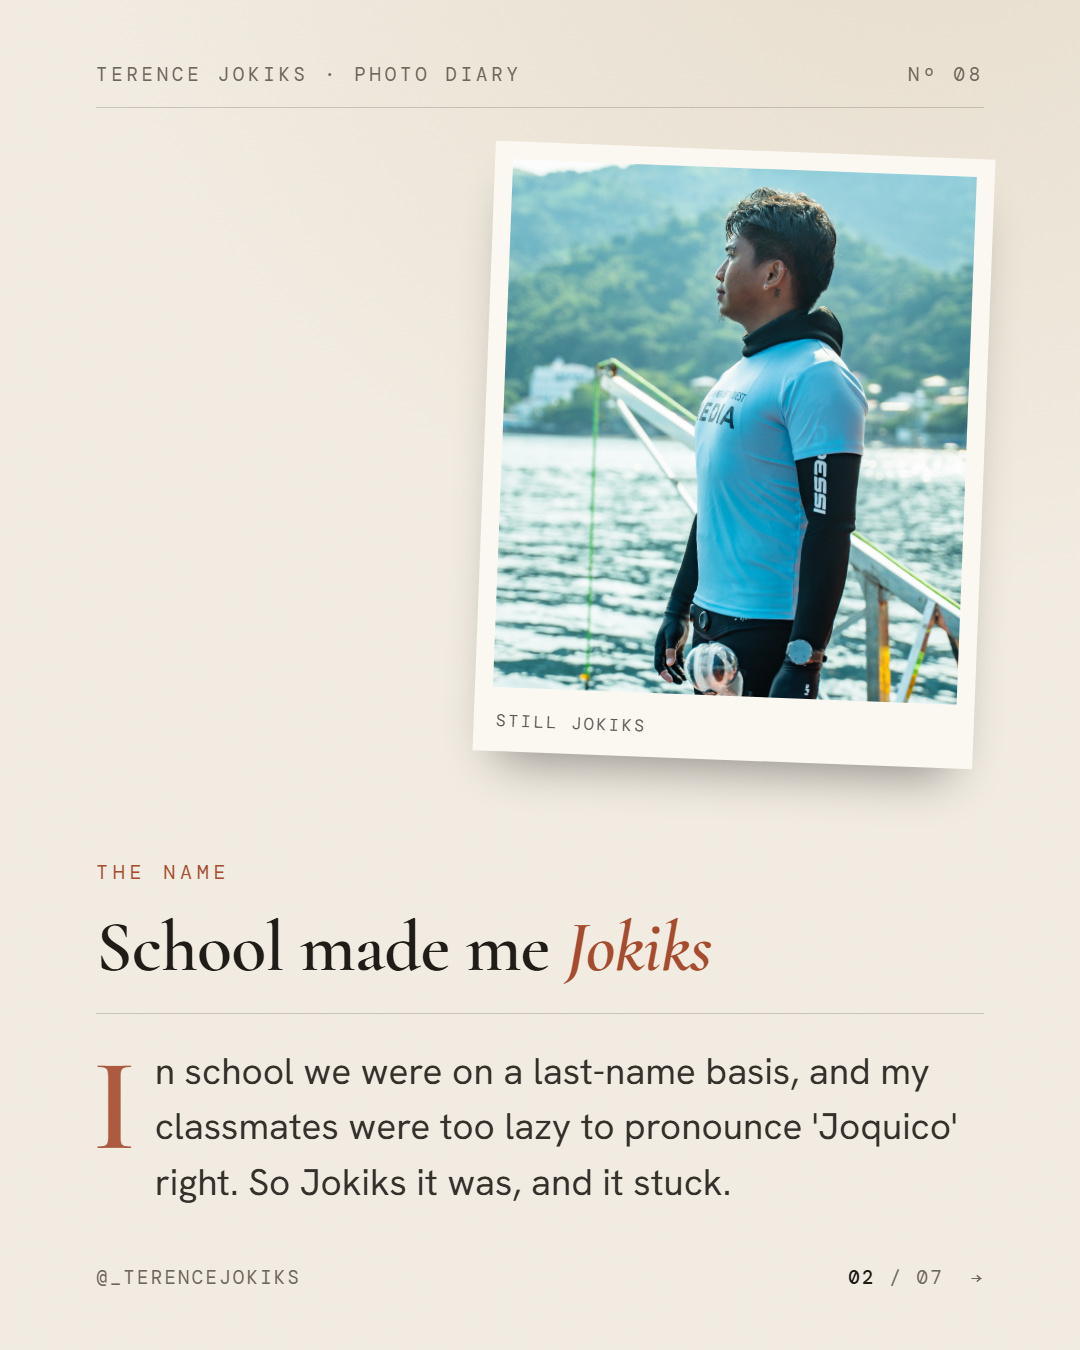 TERENCE JOKIKS · PHOTO DIARY
Nº 08
EDIA
ESSI
STILL JOKIKS
THE NAME
School made me Jokiks
In school we were on a last-name basis, and my
classmates were too lazy to pronounce 'Joquico'
right. So Jokiks it was, and it stuck.
@_TERENCEJOKIKS
02 / 07 →